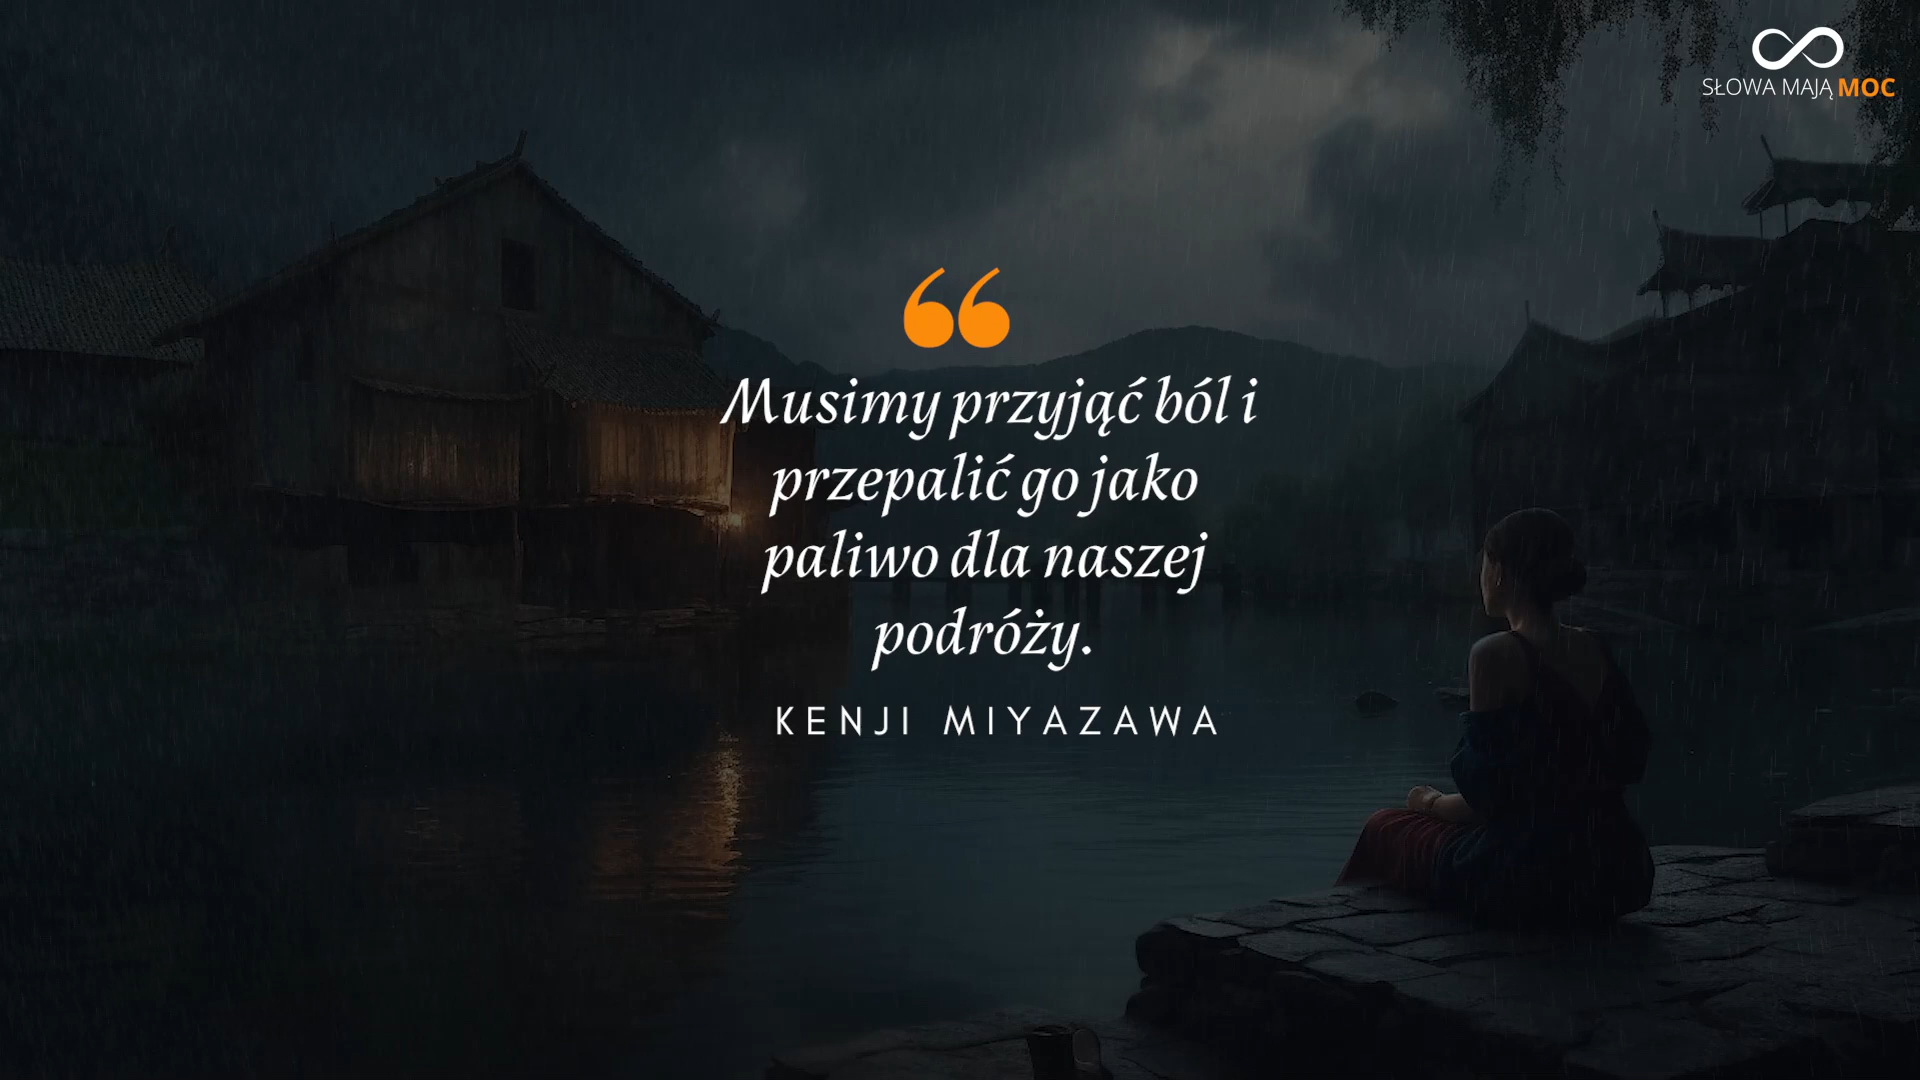 SŁOWA MAJĄ MOC
Musimy przyjąć ból i
przepalić go jako
paliwo dla naszej
podróży.
KENJI MIYAZAWA